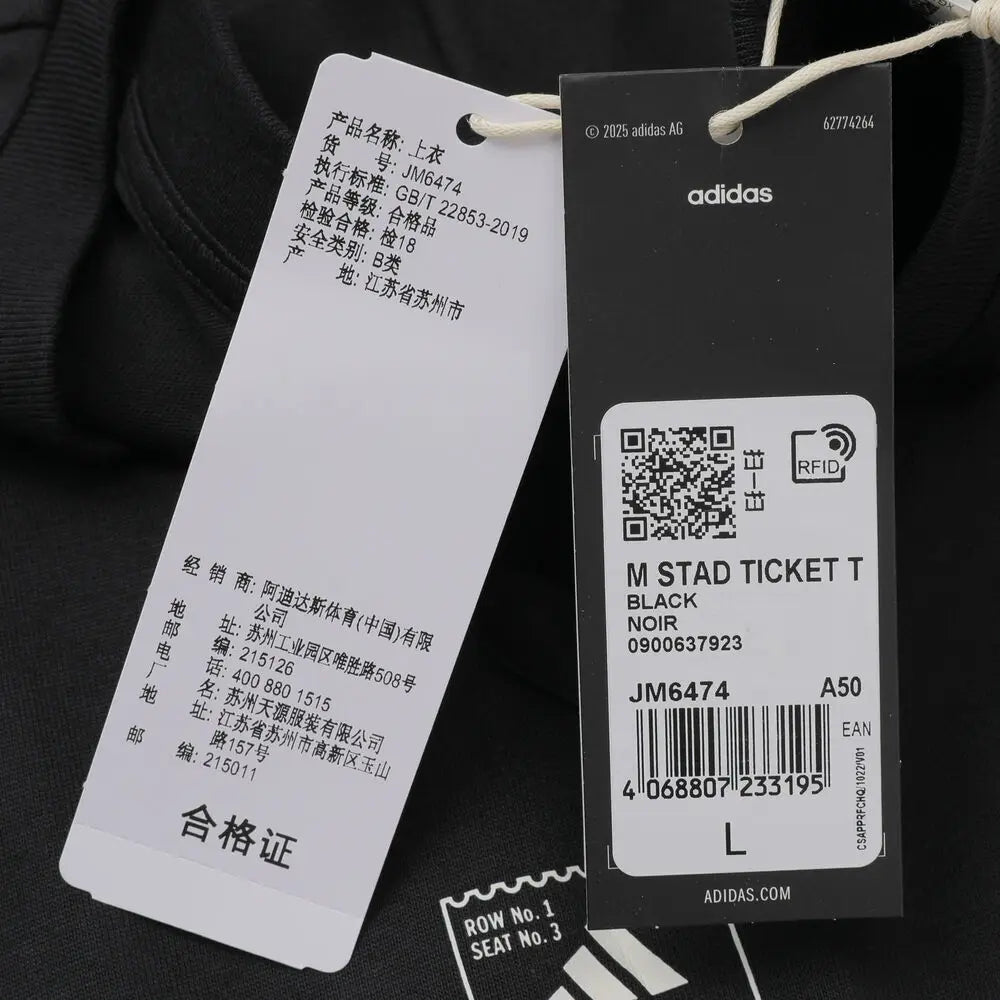 产品名称: 上衣
货 号: JM6474
执行标准: GB/T 22853-2019
产品等级: 合格品
检验合格: 检18
安全类别: B类
产 地: 江苏省苏州市
经 销 商: 阿迪达斯体育(中国)有限
公司
地 址: 苏州工业园区唯胜路508号
邮 编: 215126
电 话: 400 880 1515
厂 名: 苏州天源服装有限公司
地 址: 江苏省苏州市高新区玉山
路157号
邮 编: 215011
合格证
© 2025 adidas AG
62774264
adidas
RFID
M STAD TICKET T
BLACK
NOIR
0900637923
JM6474 A50
EAN
4 068807 233195
CSAPPRFCHQ/1022/V01
L
ADIDAS.COM
ROW No. 1
SEAT No. 3